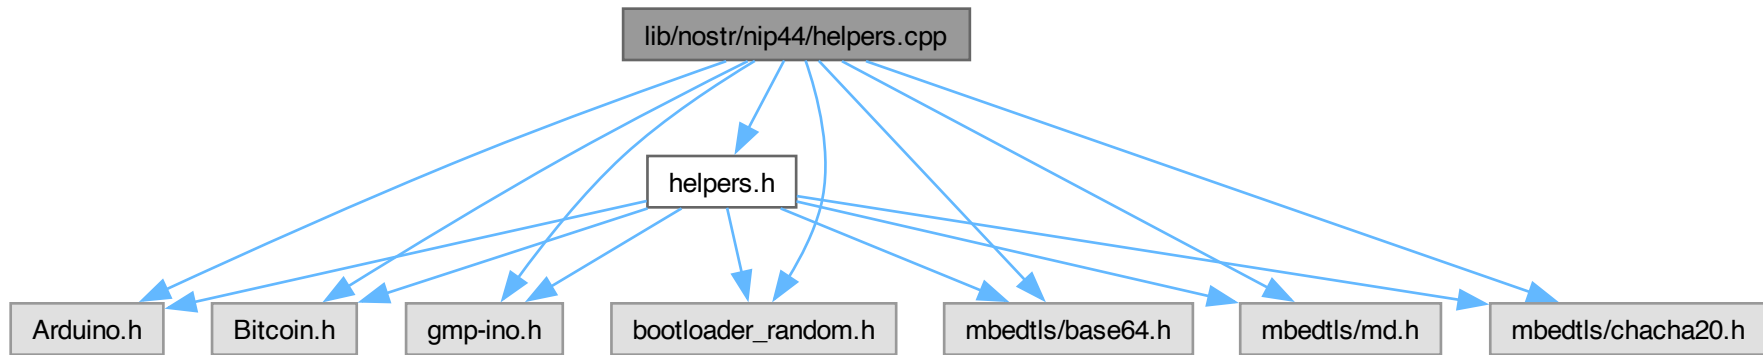 lib/nostr/nip44/helpers.cpp
helpers.h
Arduino.h
Bitcoin.h
gmp-ino.h
bootloader_random.h
mbedtls/base64.h
mbedtls/md.h
mbedtls/chacha20.h